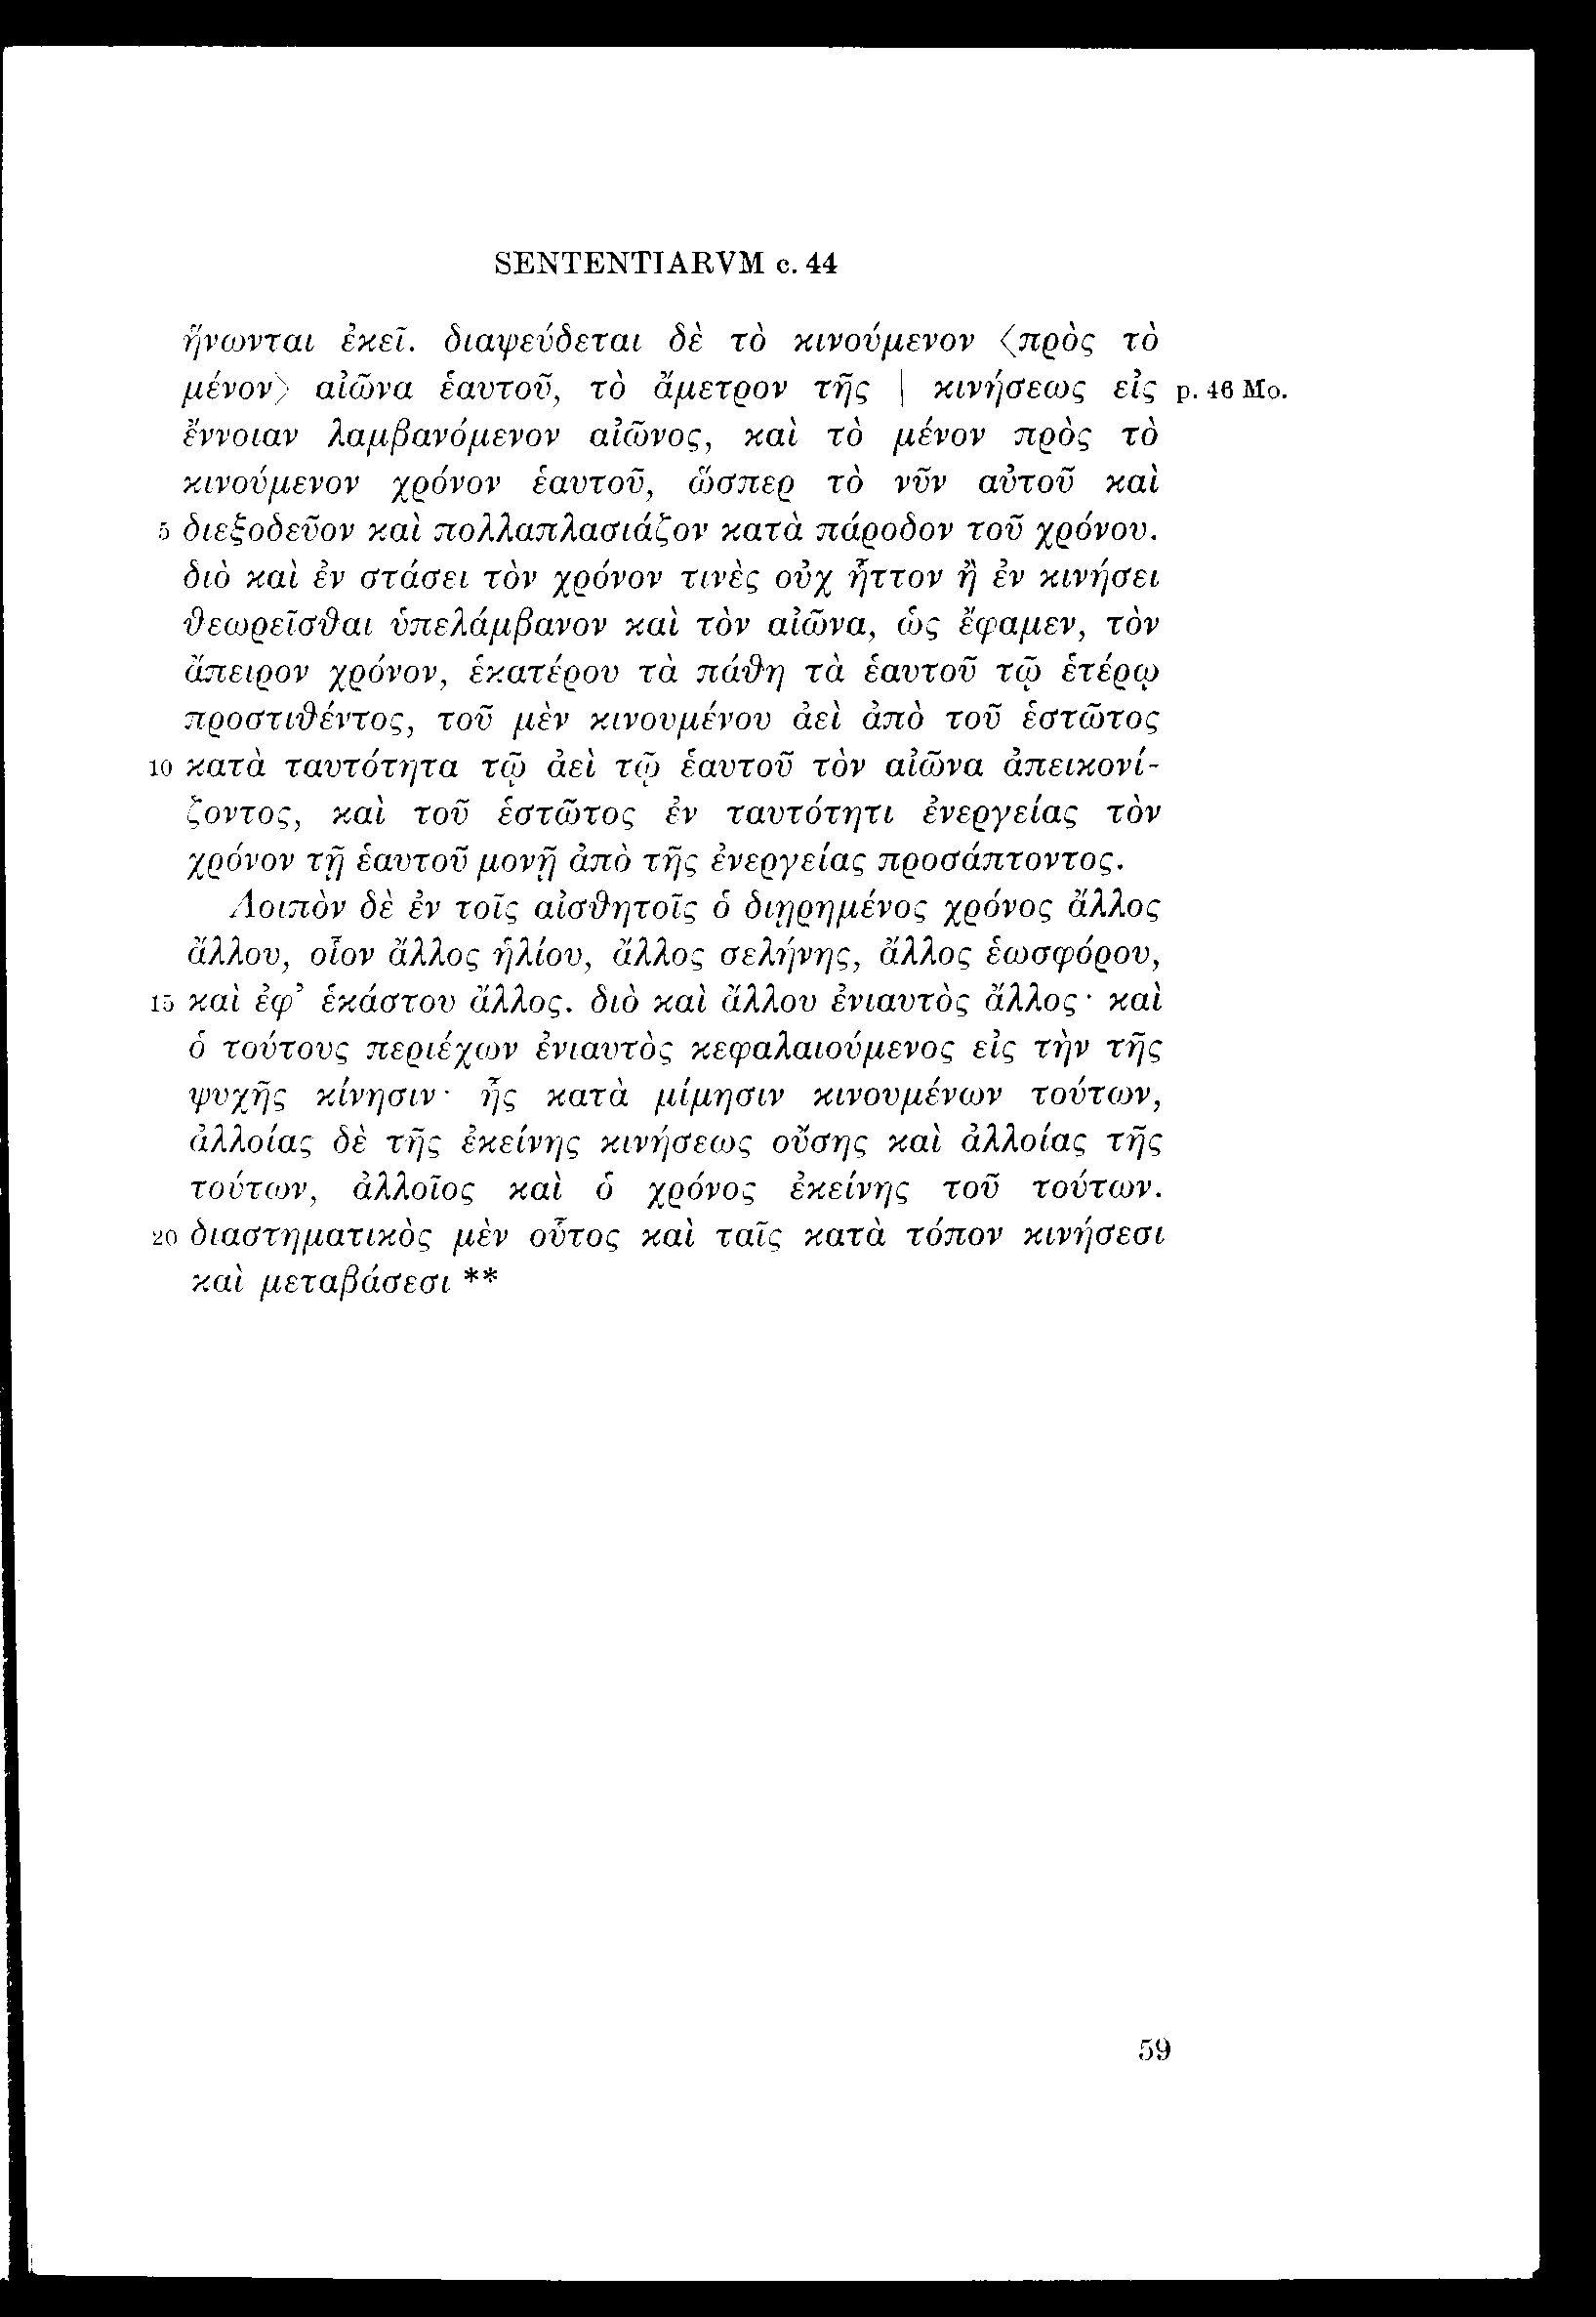 SENTENTIARVM c. 44
ἥνωνται ἐκεῖ. διαψεύδεται δὲ τὸ κινούμενον 〈πρὸς τὸ
μένον〉 αἰῶνα ἑαυτοῦ, τὸ ἄμετρον τῆς | κινήσεως εἰς p. 46 Mo.
ἔννοιαν λαμβανόμενον αἰῶνος, καὶ τὸ μένον πρὸς τὸ
κινούμενον χρόνον ἑαυτοῦ, ὥσπερ τὸ νῦν αὐτοῦ καὶ
5 διεξοδεῦον καὶ πολλαπλασιάζον κατὰ πάροδον τοῦ χρόνου.
διὸ καὶ ἐν στάσει τὸν χρόνον τινὲς οὐχ ἧττον ἢ ἐν κινήσει
θεωρεῖσθαι ὑπελάμβανον καὶ τὸν αἰῶνα, ὡς ἔφαμεν, τὸν
ἄπειρον χρόνον, ἑκατέρου τὰ πάθη τὰ ἑαυτοῦ τῷ ἑτέρῳ
προστιθέντος, τοῦ μὲν κινουμένου ἀεὶ ἀπὸ τοῦ ἑστῶτος
10 κατὰ ταυτότητα τῷ ἀεὶ τῷ ἑαυτοῦ τὸν αἰῶνα ἀπεικονί-
ζοντος, καὶ τοῦ ἑστῶτος ἐν ταυτότητι ἐνεργείας τὸν
χρόνον τῇ ἑαυτοῦ μονῇ ἀπὸ τῆς ἐνεργείας προσάπτοντος.
Λοιπὸν δὲ ἐν τοῖς αἰσθητοῖς ὁ διῃρημένος χρόνος ἄλλος
ἄλλου, οἷον ἄλλος ἡλίου, ἄλλος σελήνης, ἄλλος ἑωσφόρου,
15 καὶ ἐφ’ ἑκάστου ἄλλος. διὸ καὶ ἄλλου ἐνιαυτὸς ἄλλος· καὶ
ὁ τούτους περιέχων ἐνιαυτὸς κεφαλαιούμενος εἰς τὴν τῆς
ψυχῆς κίνησιν· ἧς κατὰ μίμησιν κινουμένων τούτων,
ἀλλοίας δὲ τῆς ἐκείνης κινήσεως οὔσης καὶ ἀλλοίας τῆς
τούτων, ἀλλοῖος καὶ ὁ χρόνος ἐκείνης τοῦ τούτων.
20 διαστηματικὸς μὲν οὗτος καὶ ταῖς κατὰ τόπον κινήσεσι
καὶ μεταβάσεσι **
59